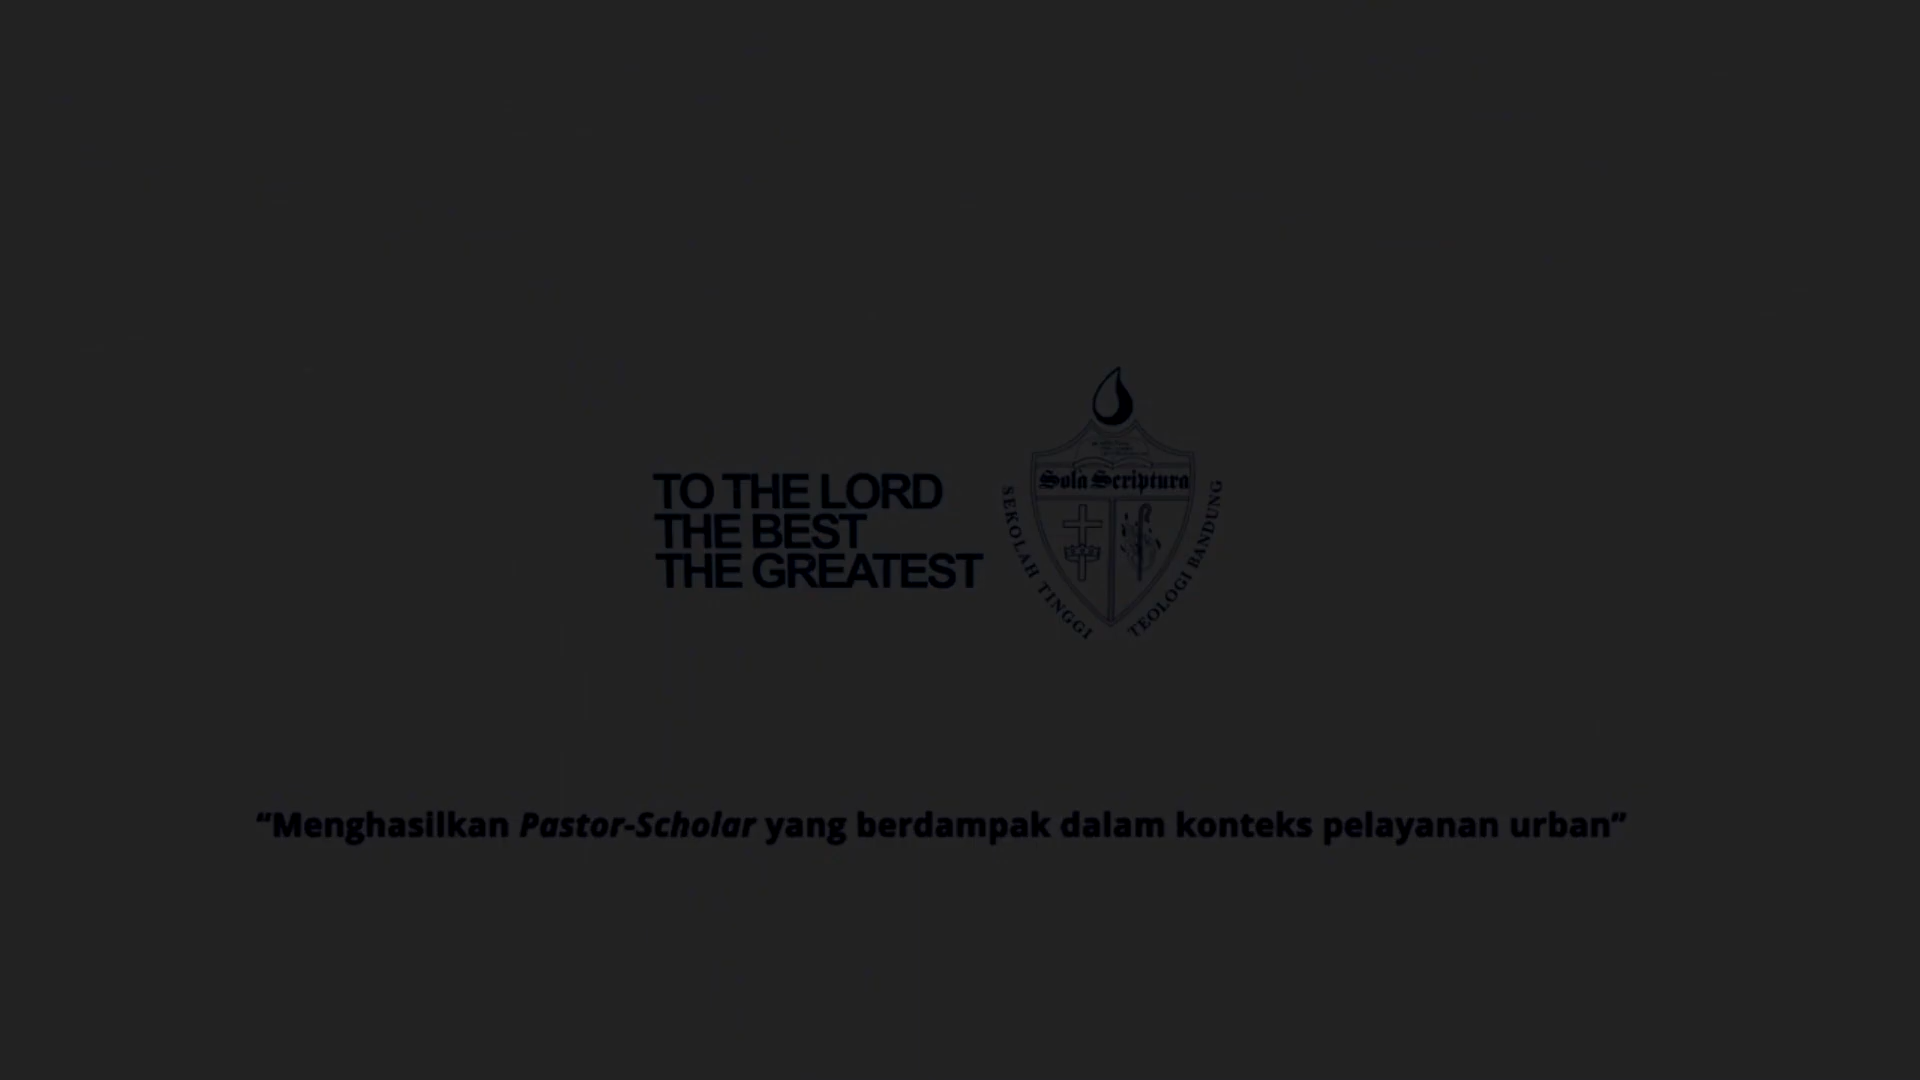 TO THE LORD
THE BEST
THE GREATEST
Sola Scriptura
SEKOLAH TINGGI TEOLOGI BANDUNG
“Menghasilkan Pastor-Scholar yang berdampak dalam konteks pelayanan urban”